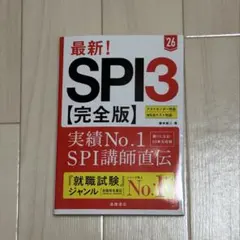 最新！
'26
SPI3
【完全版】
実績No.1
SPI講師直伝
『就職試験』
ジャンル
No.1
高橋書店